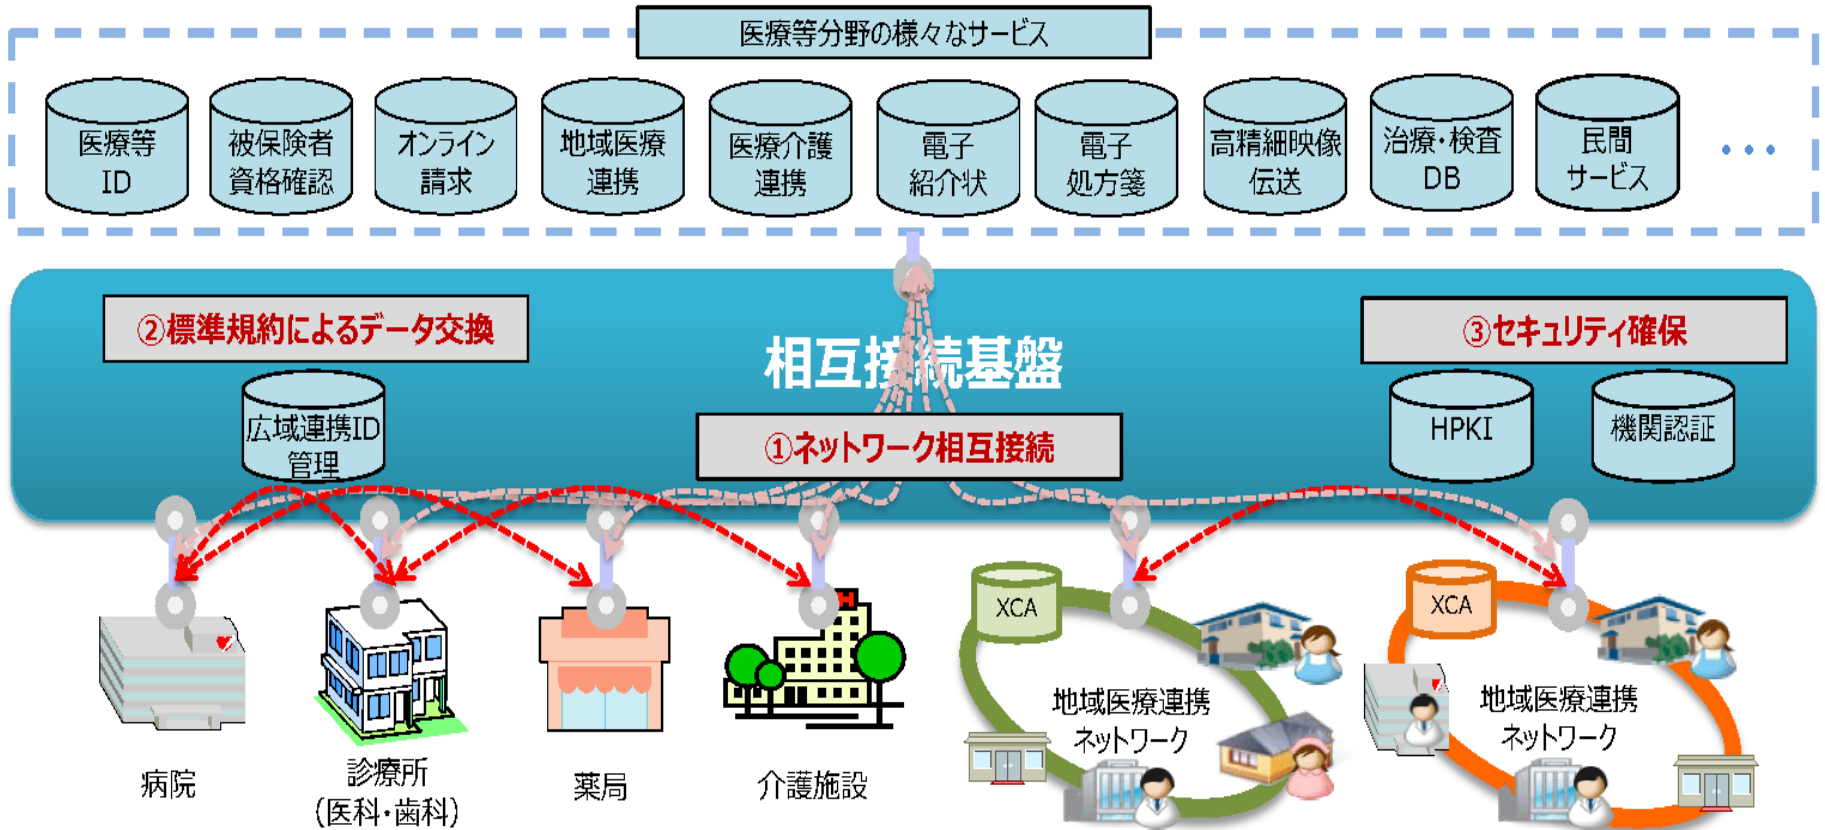 医療等分野の様々なサービス
医療等
ID
被保険者
資格確認
オンライン
請求
地域医療
連携
医療介護
連携
電子
紹介状
電子
処方箋
高精細映像
伝送
治療・検査
DB
民間
サービス
・・・
②標準規約によるデータ交換
③セキュリティ確保
相互接続基盤
広域連携ID
管理
①ネットワーク相互接続
HPKI
機関認証
XCA
XCA
病院
診療所
(医科・歯科)
薬局
H
介護施設
地域医療連携
ネットワーク
地域医療連携
ネットワーク